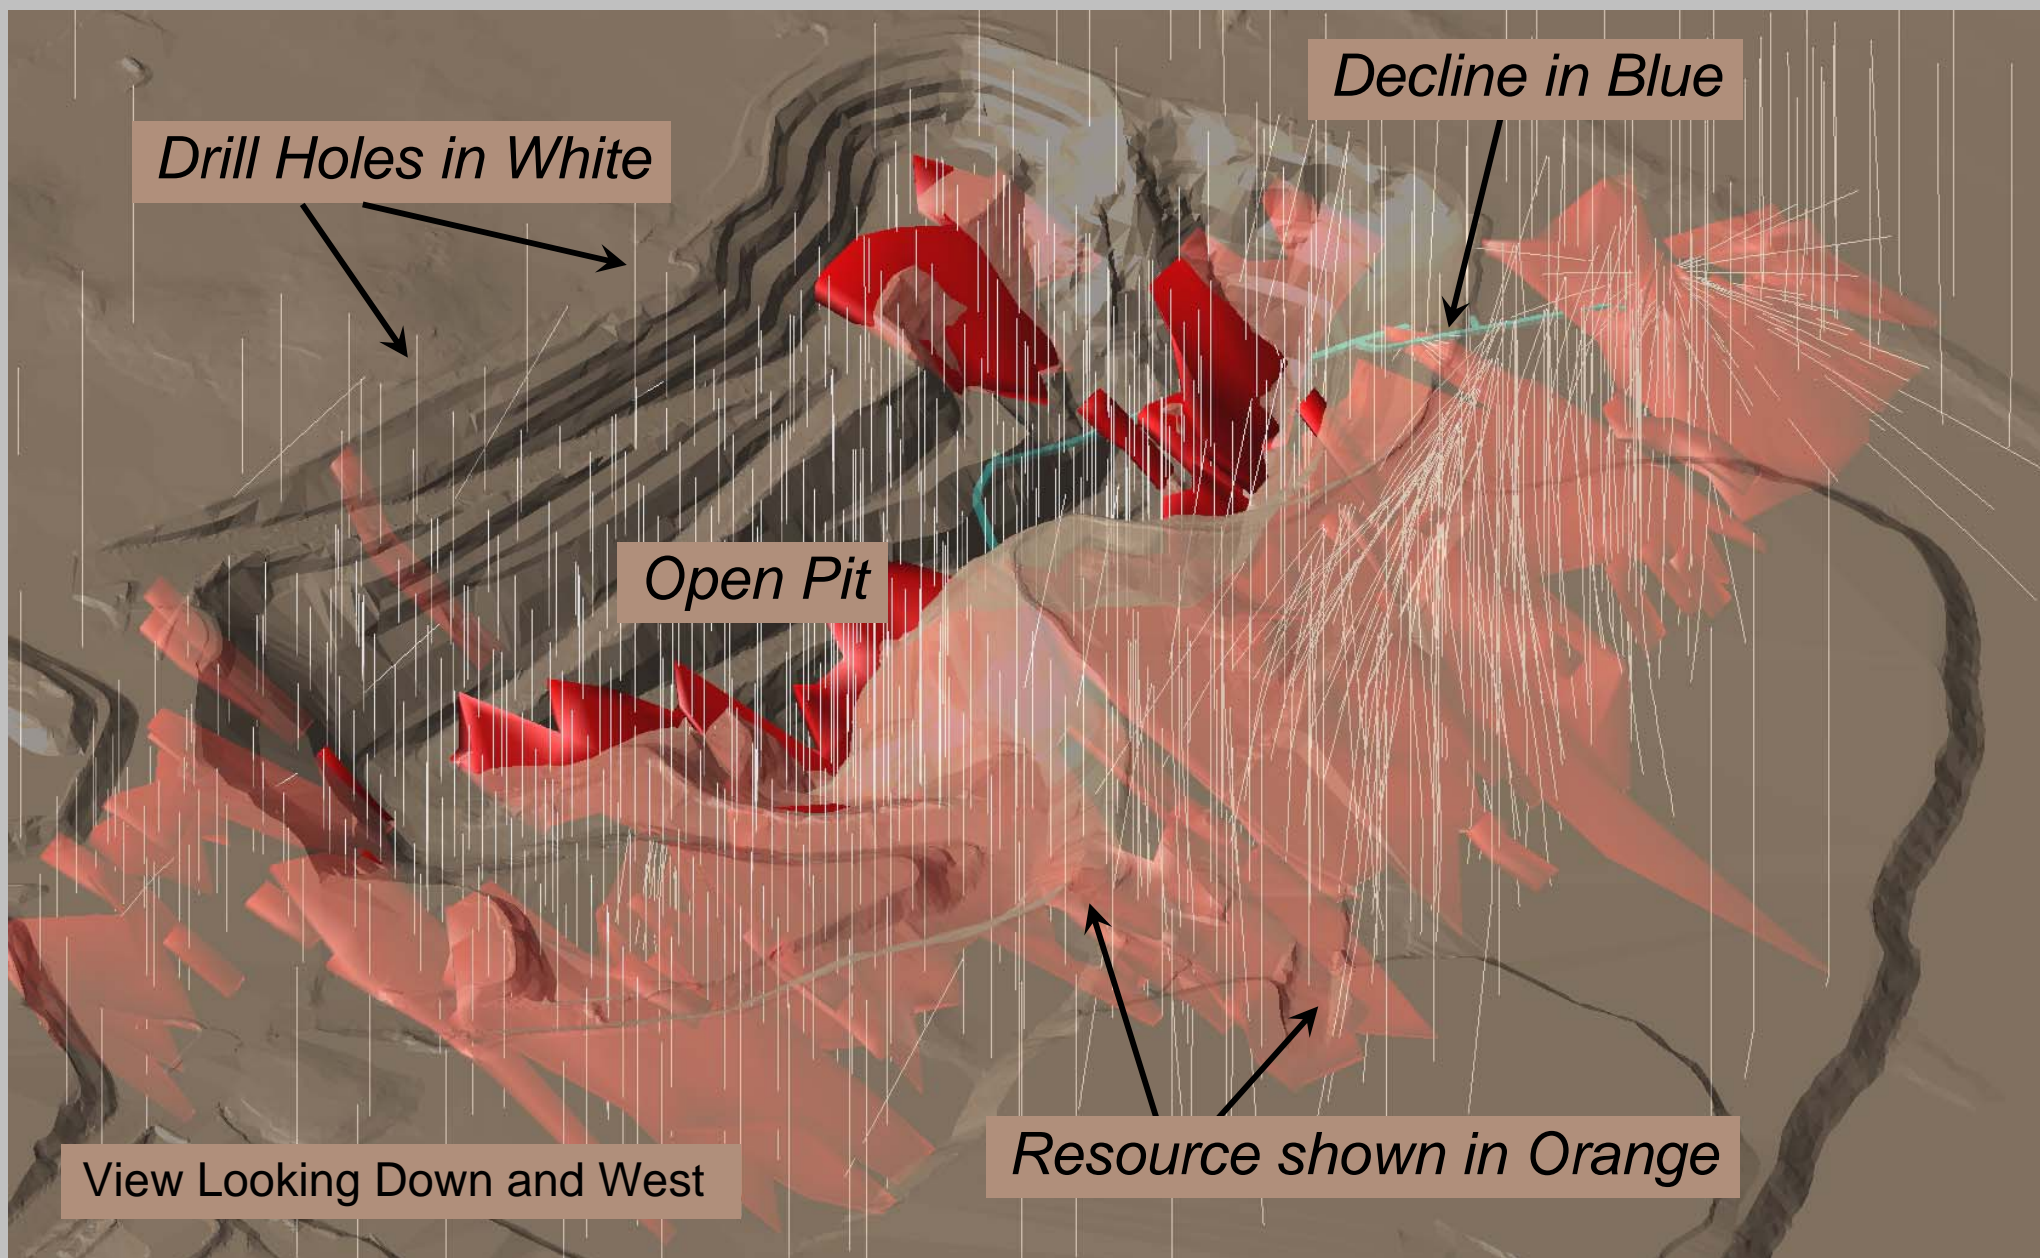 Decline in Blue
Drill Holes in White
Open Pit
Resource shown in Orange
View Looking Down and West